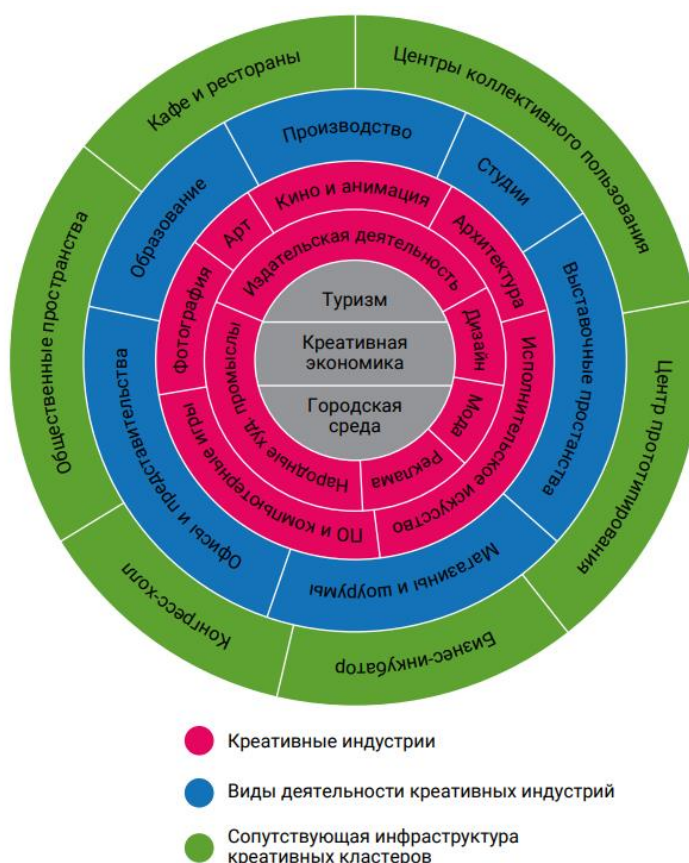 Кафе и рестораны
Центры коллективного пользования
Центр прототипирования
Бизнес-инкубатор
Конгресс-холл
Общественные пространства
Производство
Студии
Выставочные простанства
Магазины и шоурумы
Офисы и представительства
Образование
Кино и анимация
Архитектура
Исполнительское искусство
ПО и компьютерные игры
Фотография
Арт
Издательская деятельность
Дизайн
Мода
Реклама
Народные худ. промыслы
Туризм
Креативная
экономика
Городская
среда
Креативные индустрии
Виды деятельности креативных индустрий
Сопутствующая инфраструктура
креативных кластеров